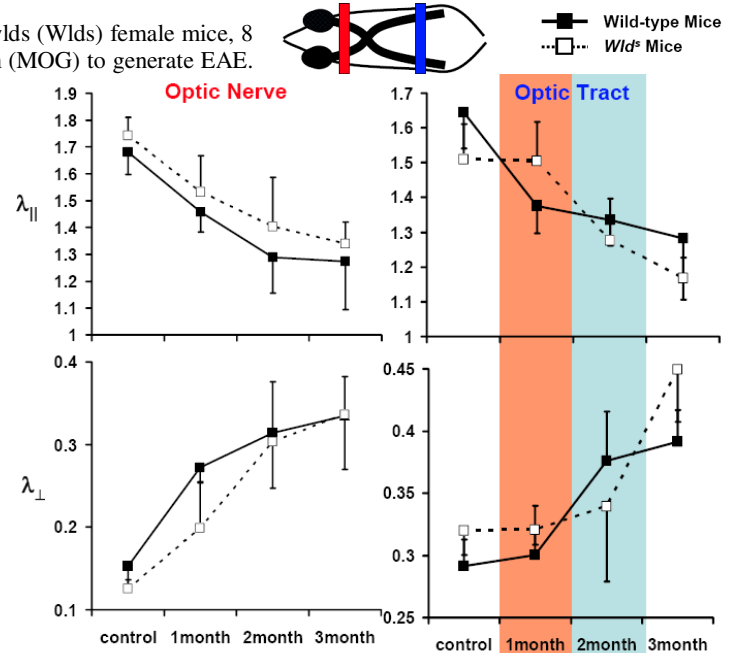 ylds (Wlds) female mice, 8
(MOG) to generate EAE.
Wild-type Mice
Wldˢ Mice
Optic Nerve
Optic Tract
λ||
1.9
1.8
1.7
1.6
1.5
1.4
1.3
1.2
1.1
1
1.7
1.6
1.5
1.4
1.3
1.2
1.1
1
λ⊥
0.4
0.3
0.2
0.1
0.45
0.4
0.35
0.3
0.25
control 1month 2month 3month
control 1month 2month 3month